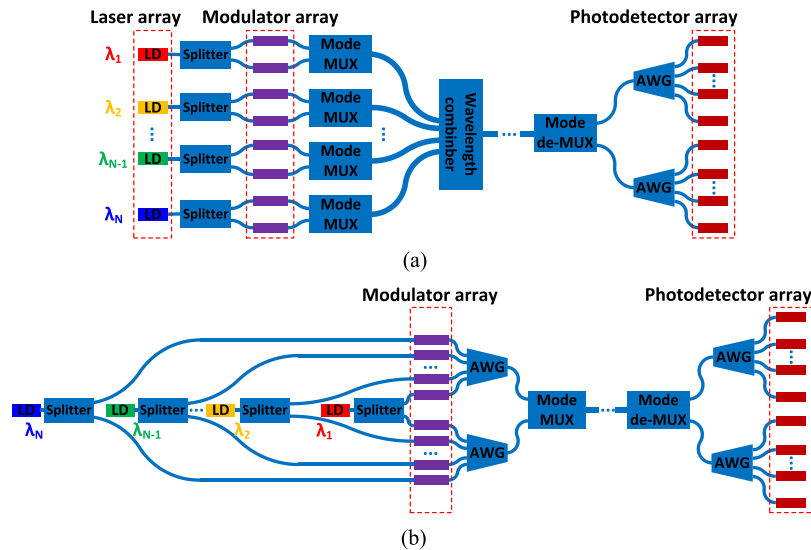 Laser array Modulator array Photodetector array
λ1 LD Splitter Mode MUX
λ2 LD Splitter Mode MUX
λN-1 LD Splitter Mode MUX
λN LD Splitter Mode MUX
Wavelength combinber
Mode de-MUX
AWG
AWG
(a)
Modulator array Photodetector array
AWG
AWG
LD Splitter LD Splitter LD Splitter LD Splitter
λN λN-1 λ2 λ1
Mode MUX
Mode de-MUX
AWG
AWG
(b)